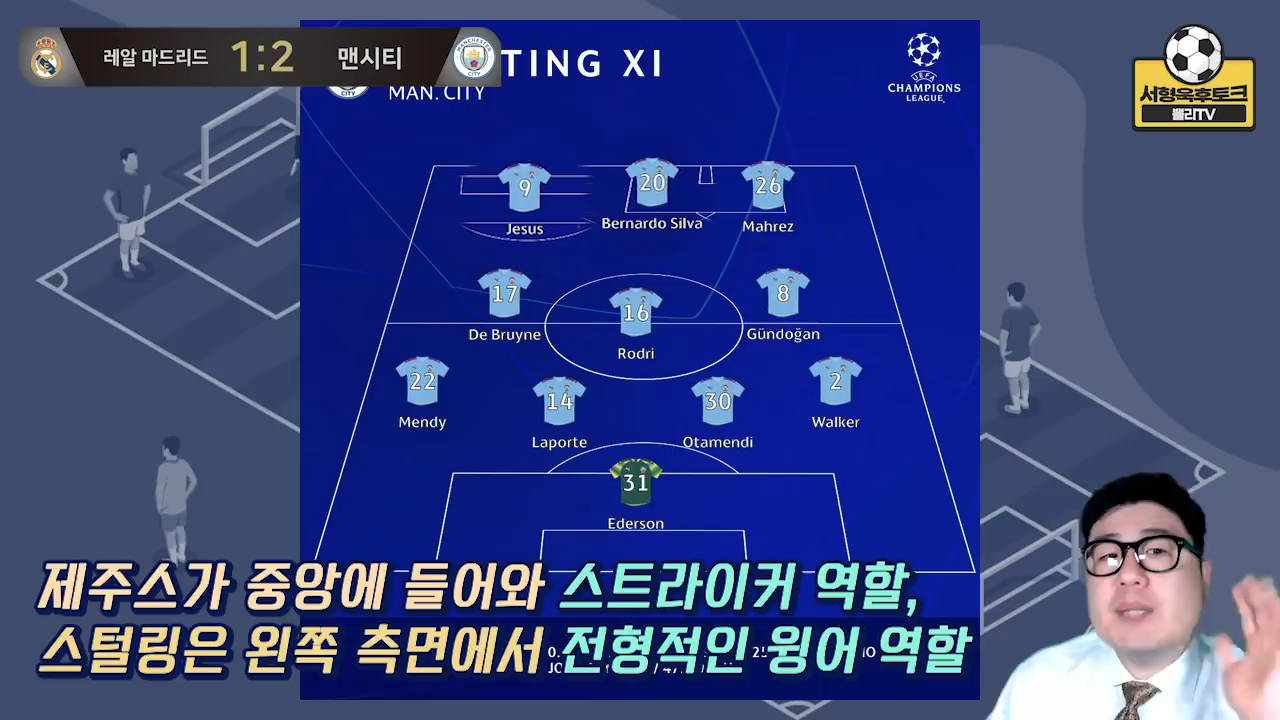 레알 마드리드 1:2 맨시티
TING XI
MAN. CITY
UEFA
CHAMPIONS
LEAGUE
서형욱후토크
뽈리TV
9
20
26
Jesus
Bernardo Silva
Mahrez
17
16
8
De Bruyne
Rodri
Gündoğan
22
14
30
2
Mendy
Laporte
Otamendi
Walker
31
Ederson
제주스가 중앙에 들어와 스트라이커 역할,
스털링은 왼쪽 측면에서 전형적인 윙어 역할